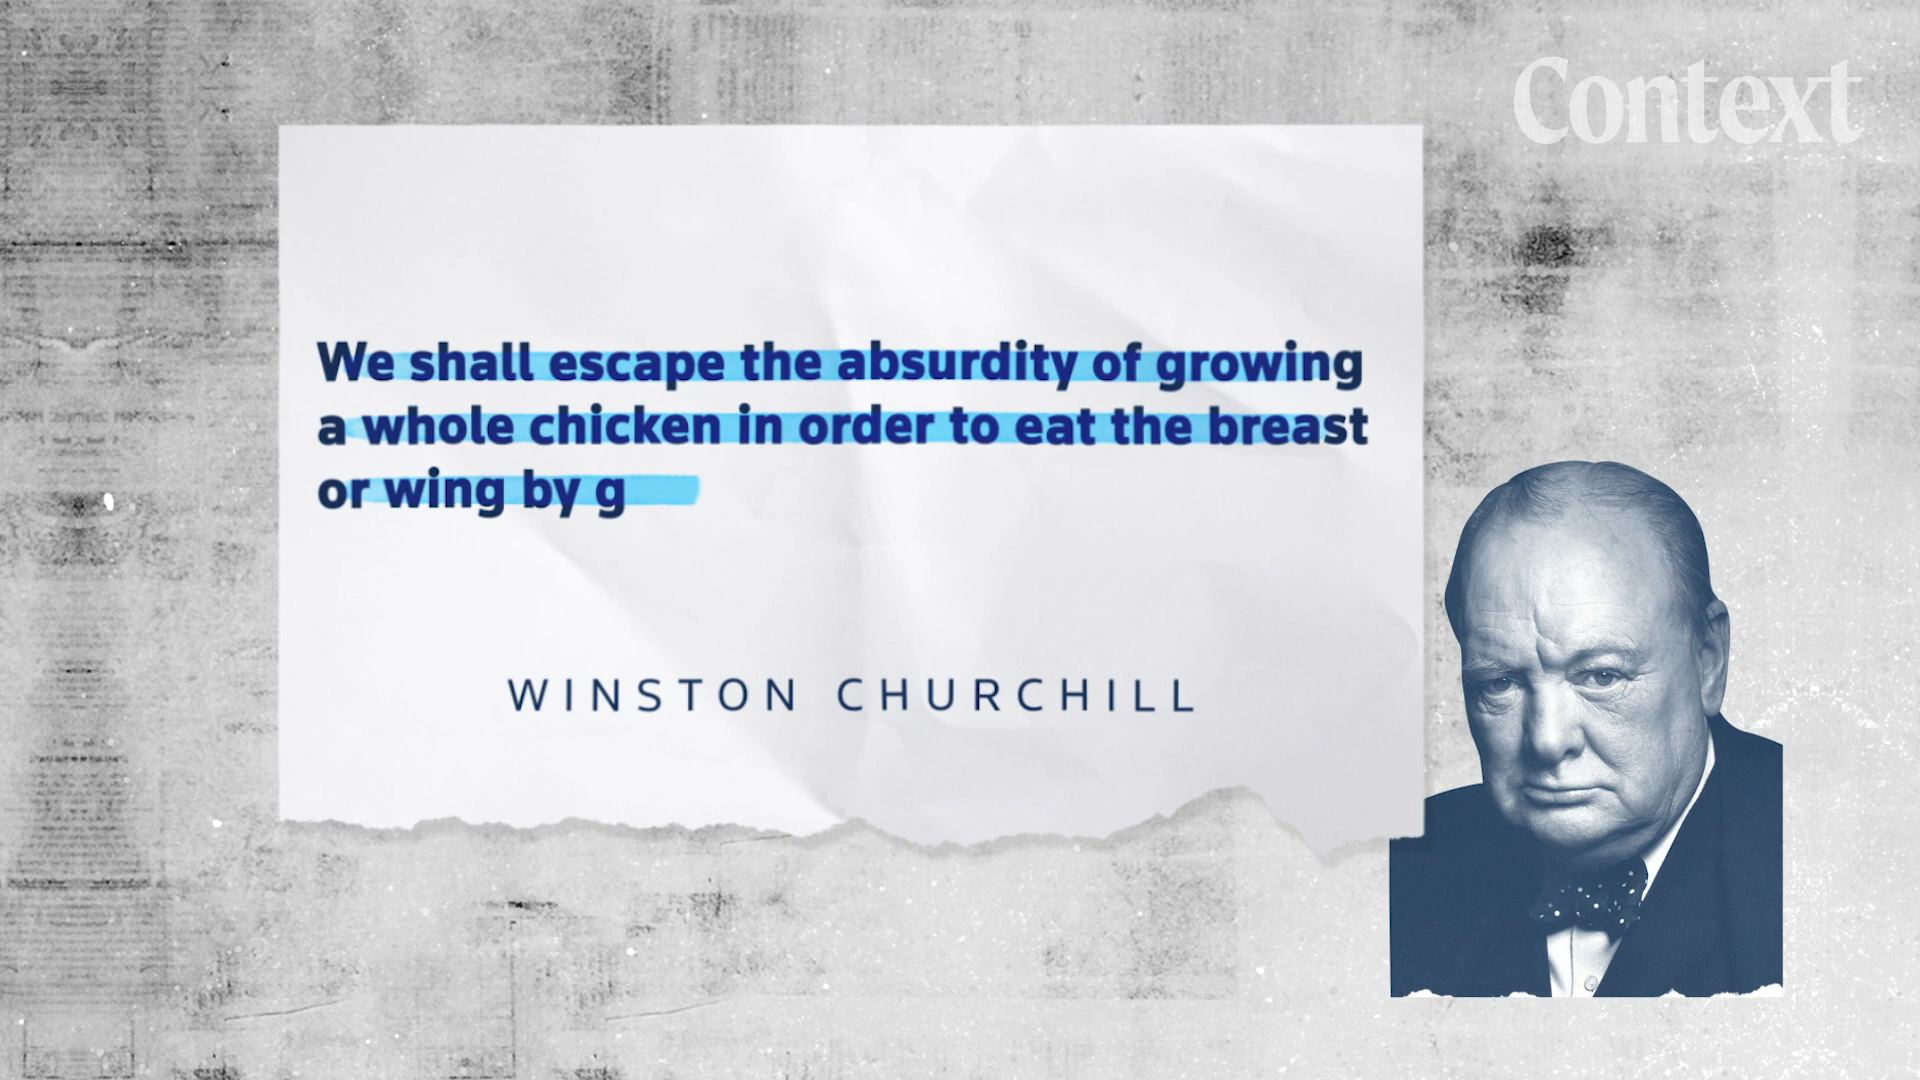 Context
We shall escape the absurdity of growing
a whole chicken in order to eat the breast
or wing by g
WINSTON CHURCHILL